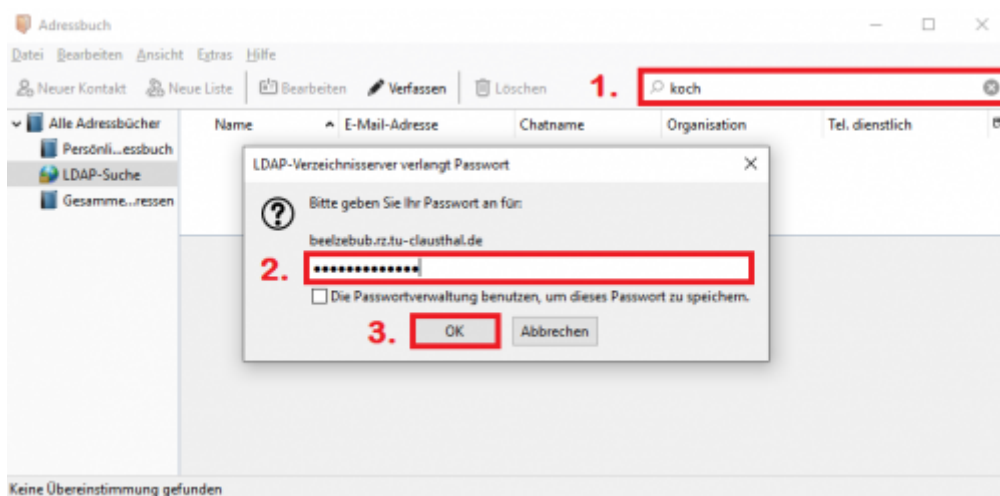 Adressbuch
Datei Bearbeiten Ansicht Extras Hilfe
Neuer Kontakt Neue Liste Bearbeiten Verfassen Löschen 1. koch
Alle Adressbücher Name E-Mail-Adresse Chatname Organisation Tel. dienstlich
Persönli...essbuch
LDAP-Suche
Gesamme...ressen
LDAP-Verzeichnisserver verlangt Passwort
Bitte geben Sie Ihr Passwort an für:
beelzebub.rz.tu-clausthal.de
2. •••••••••••••
Die Passwortverwaltung benutzen, um dieses Passwort zu speichern.
3. OK Abbrechen
Keine Übereinstimmung gefunden